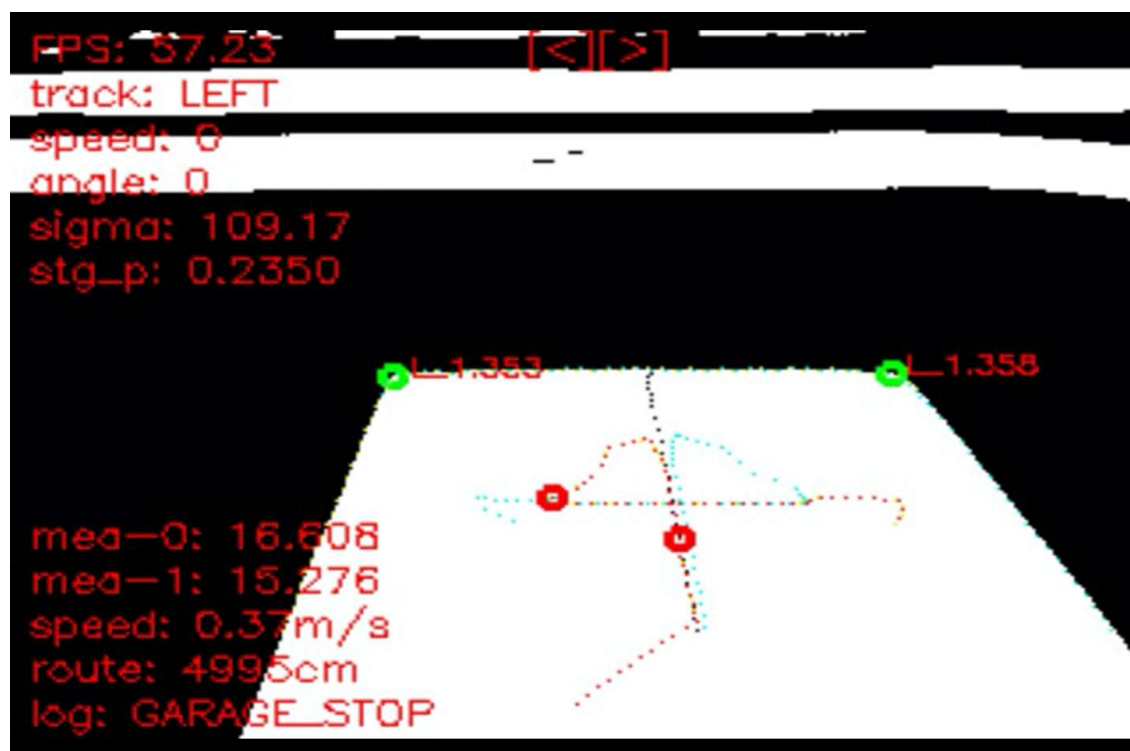 FPS: 57.23 [<][>]
track: LEFT
speed: 0
angle: 0
sigma: 109.17
stg_p: 0.2350
L_1.353 L_1.358
mea-0: 16.608
mea-1: 15.276
speed: 0.37m/s
route: 4995cm
log: GARAGE_STOP